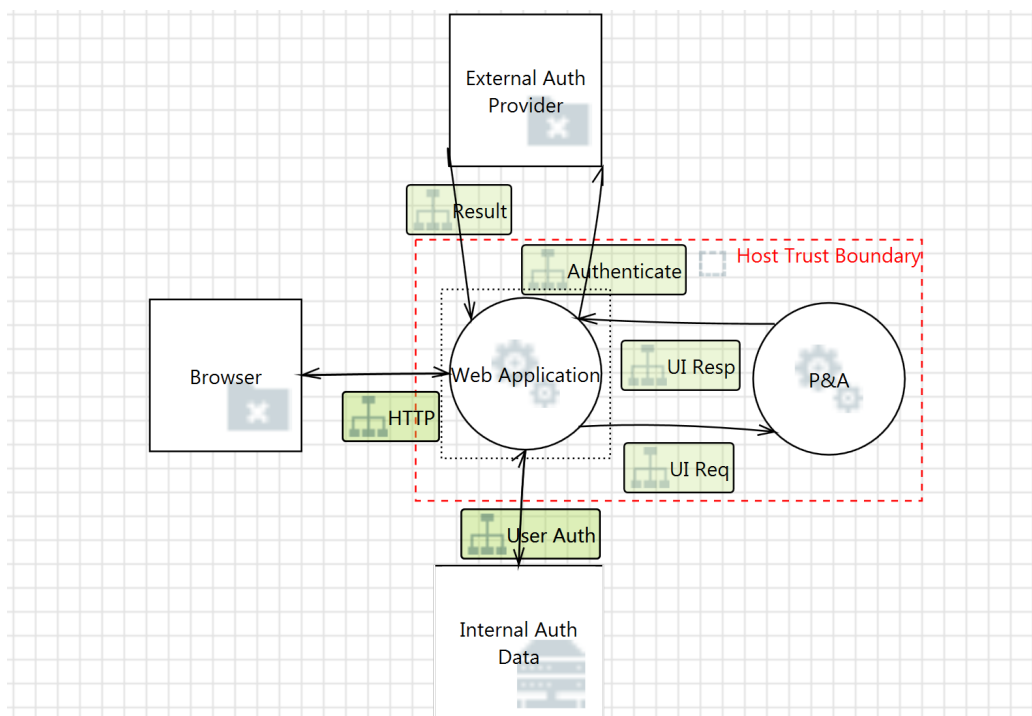 External Auth
Provider
Result
Host Trust Boundary
Authenticate
UI Resp
Browser
Web Application
P&A
HTTP
UI Req
User Auth
Internal Auth
Data